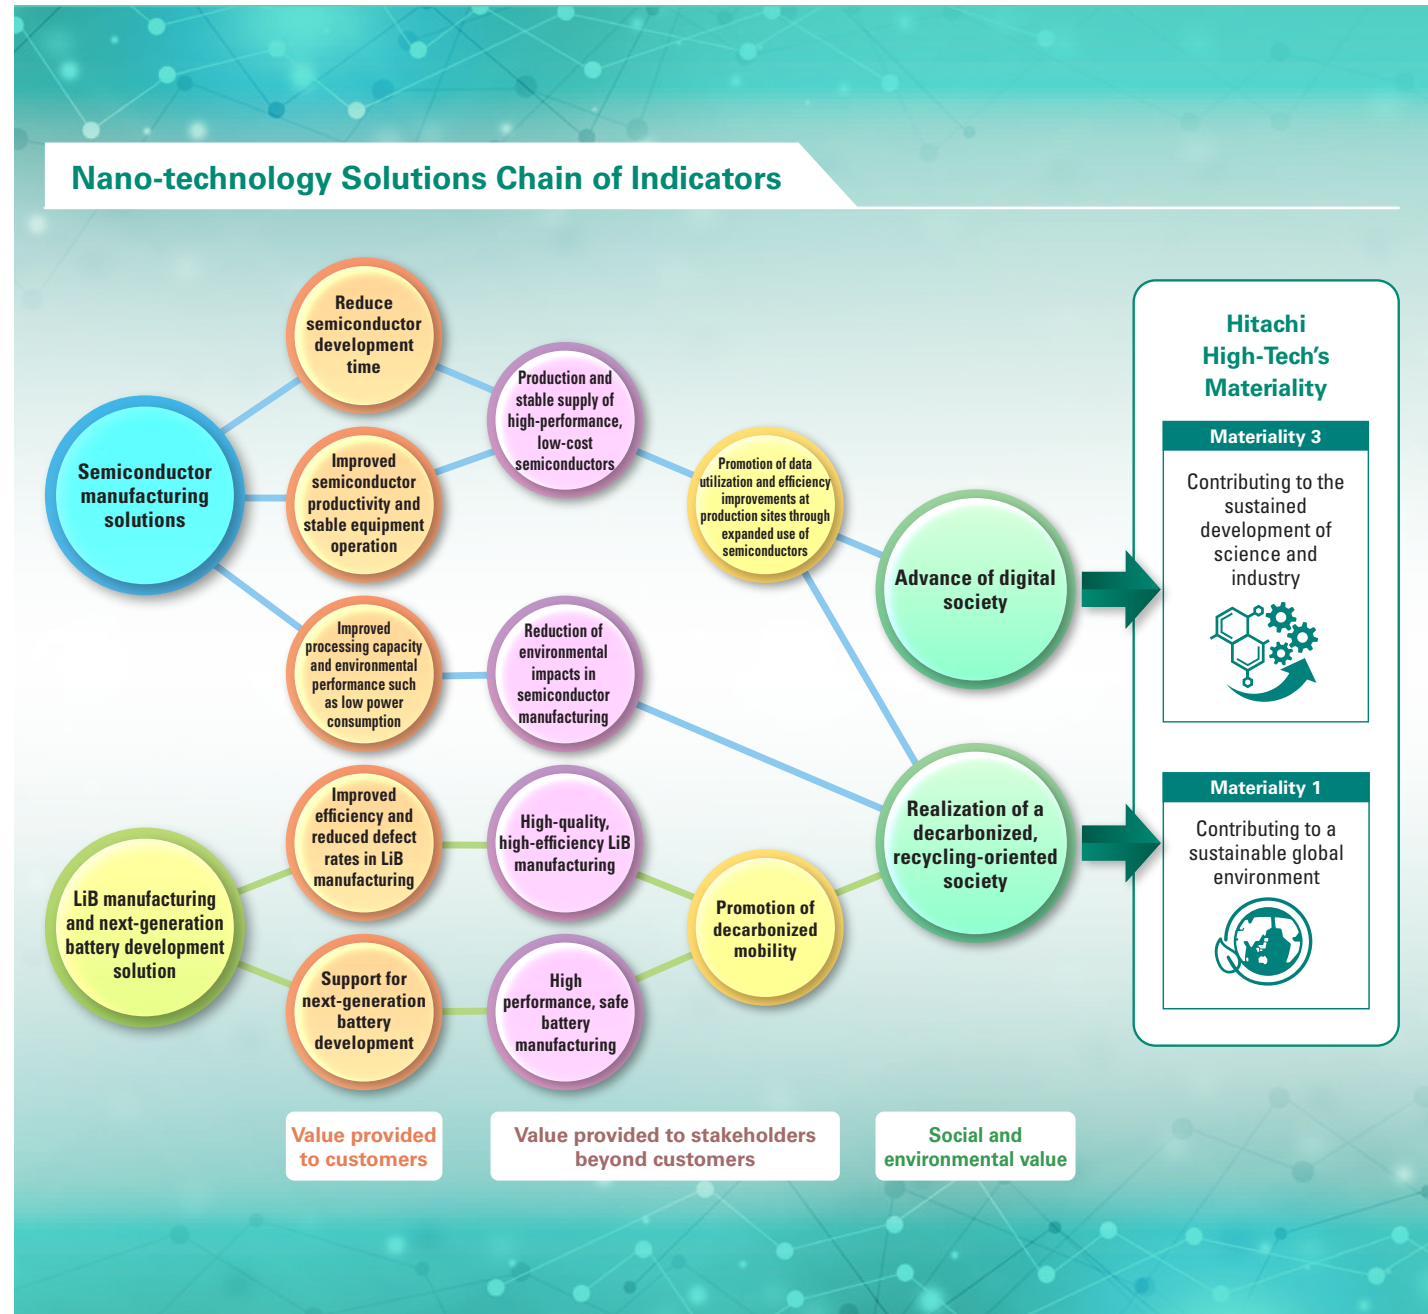 Nano-technology Solutions Chain of Indicators
Semiconductor
manufacturing
solutions
LiB manufacturing
and next-generation
battery development
solution
Reduce
semiconductor
development
time
Improved
semiconductor
productivity and
stable equipment
operation
Improved
processing capacity
and environmental
performance such
as low power
consumption
Improved
efficiency and
reduced defect
rates in LiB
manufacturing
Support for
next-generation
battery
development
Production and
stable supply of
high-performance,
low-cost
semiconductors
Reduction of
environmental
impacts in
semiconductor
manufacturing
High-quality,
high-efficiency LiB
manufacturing
High
performance, safe
battery
manufacturing
Promotion of data
utilization and efficiency
improvements at
production sites through
expanded use of
semiconductors
Promotion of
decarbonized
mobility
Advance of digital
society
Realization of a
decarbonized,
recycling-oriented
society
Hitachi
High-Tech’s
Materiality
Materiality 3
Contributing to the
sustained
development of
science and
industry
Materiality 1
Contributing to a
sustainable global
environment
Value provided
to customers
Value provided to stakeholders
beyond customers
Social and
environmental value